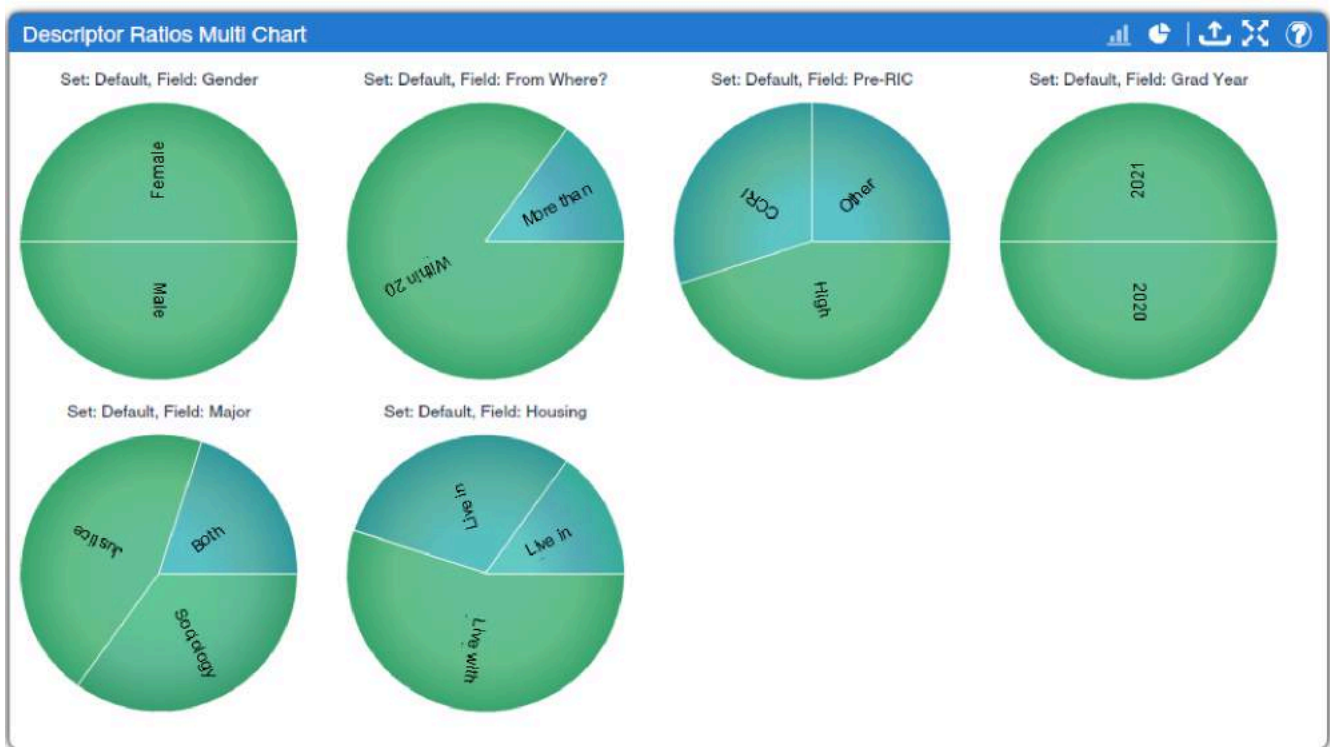 Descriptor Ratios Multi Chart
Set: Default, Field: Gender
Female
Male
Set: Default, Field: From Where?
More than
Within 20
Set: Default, Field: Pre-RIC
CCRI
Other
High
Set: Default, Field: Grad Year
2021
2020
Set: Default, Field: Major
Justice
Both
Sociology
Set: Default, Field: Housing
Live in
Live in
Live with